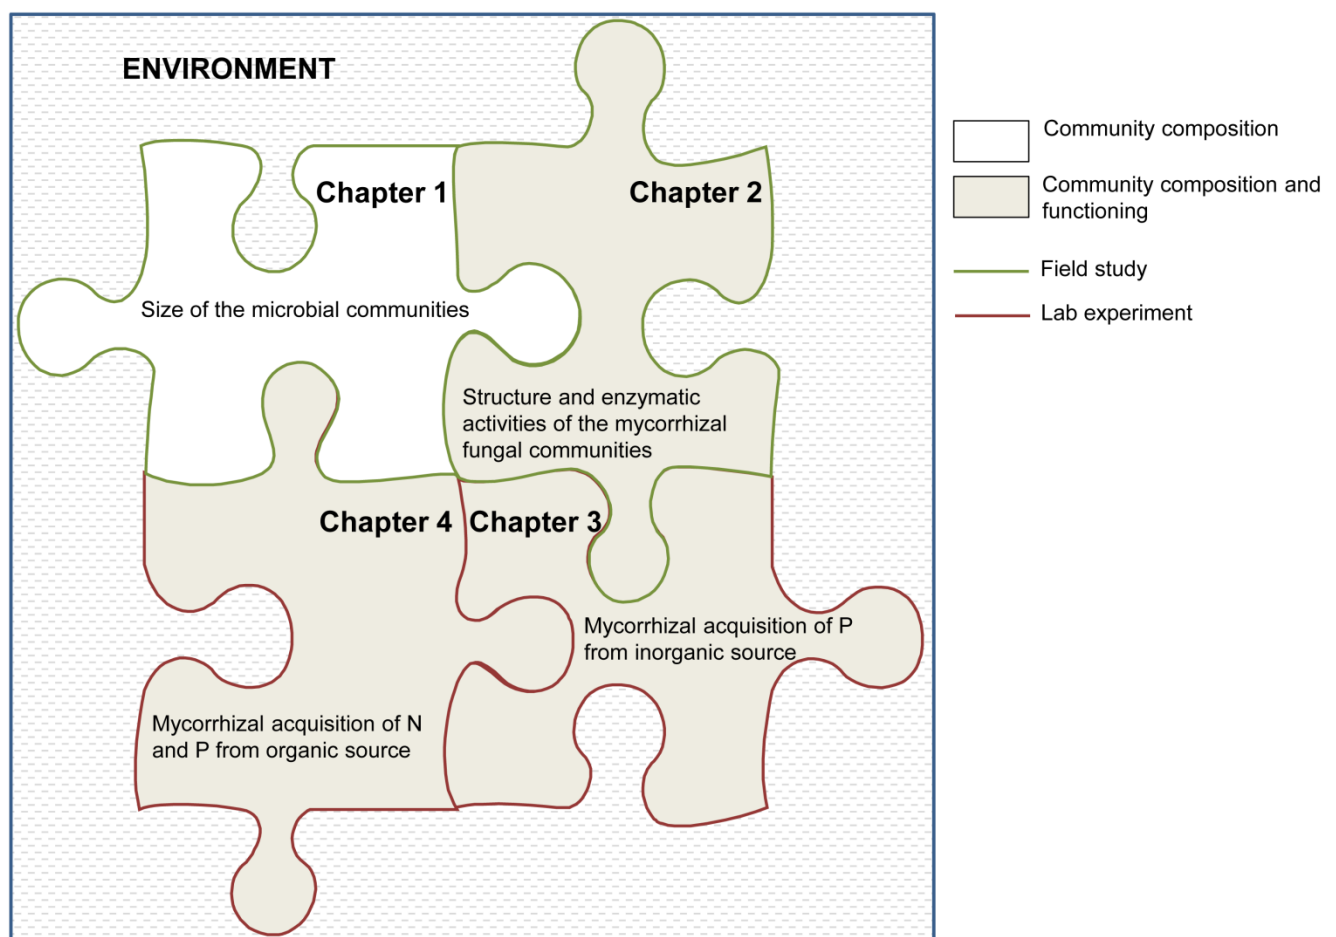 ENVIRONMENT
Chapter 1
Chapter 2
Size of the microbial communities
Structure and enzymatic
activities of the mycorrhizal
fungal communities
Chapter 4
Chapter 3
Mycorrhizal acquisition of P
from inorganic source
Mycorrhizal acquisition of N
and P from organic source
Community composition
Community composition and
functioning
Field study
Lab experiment